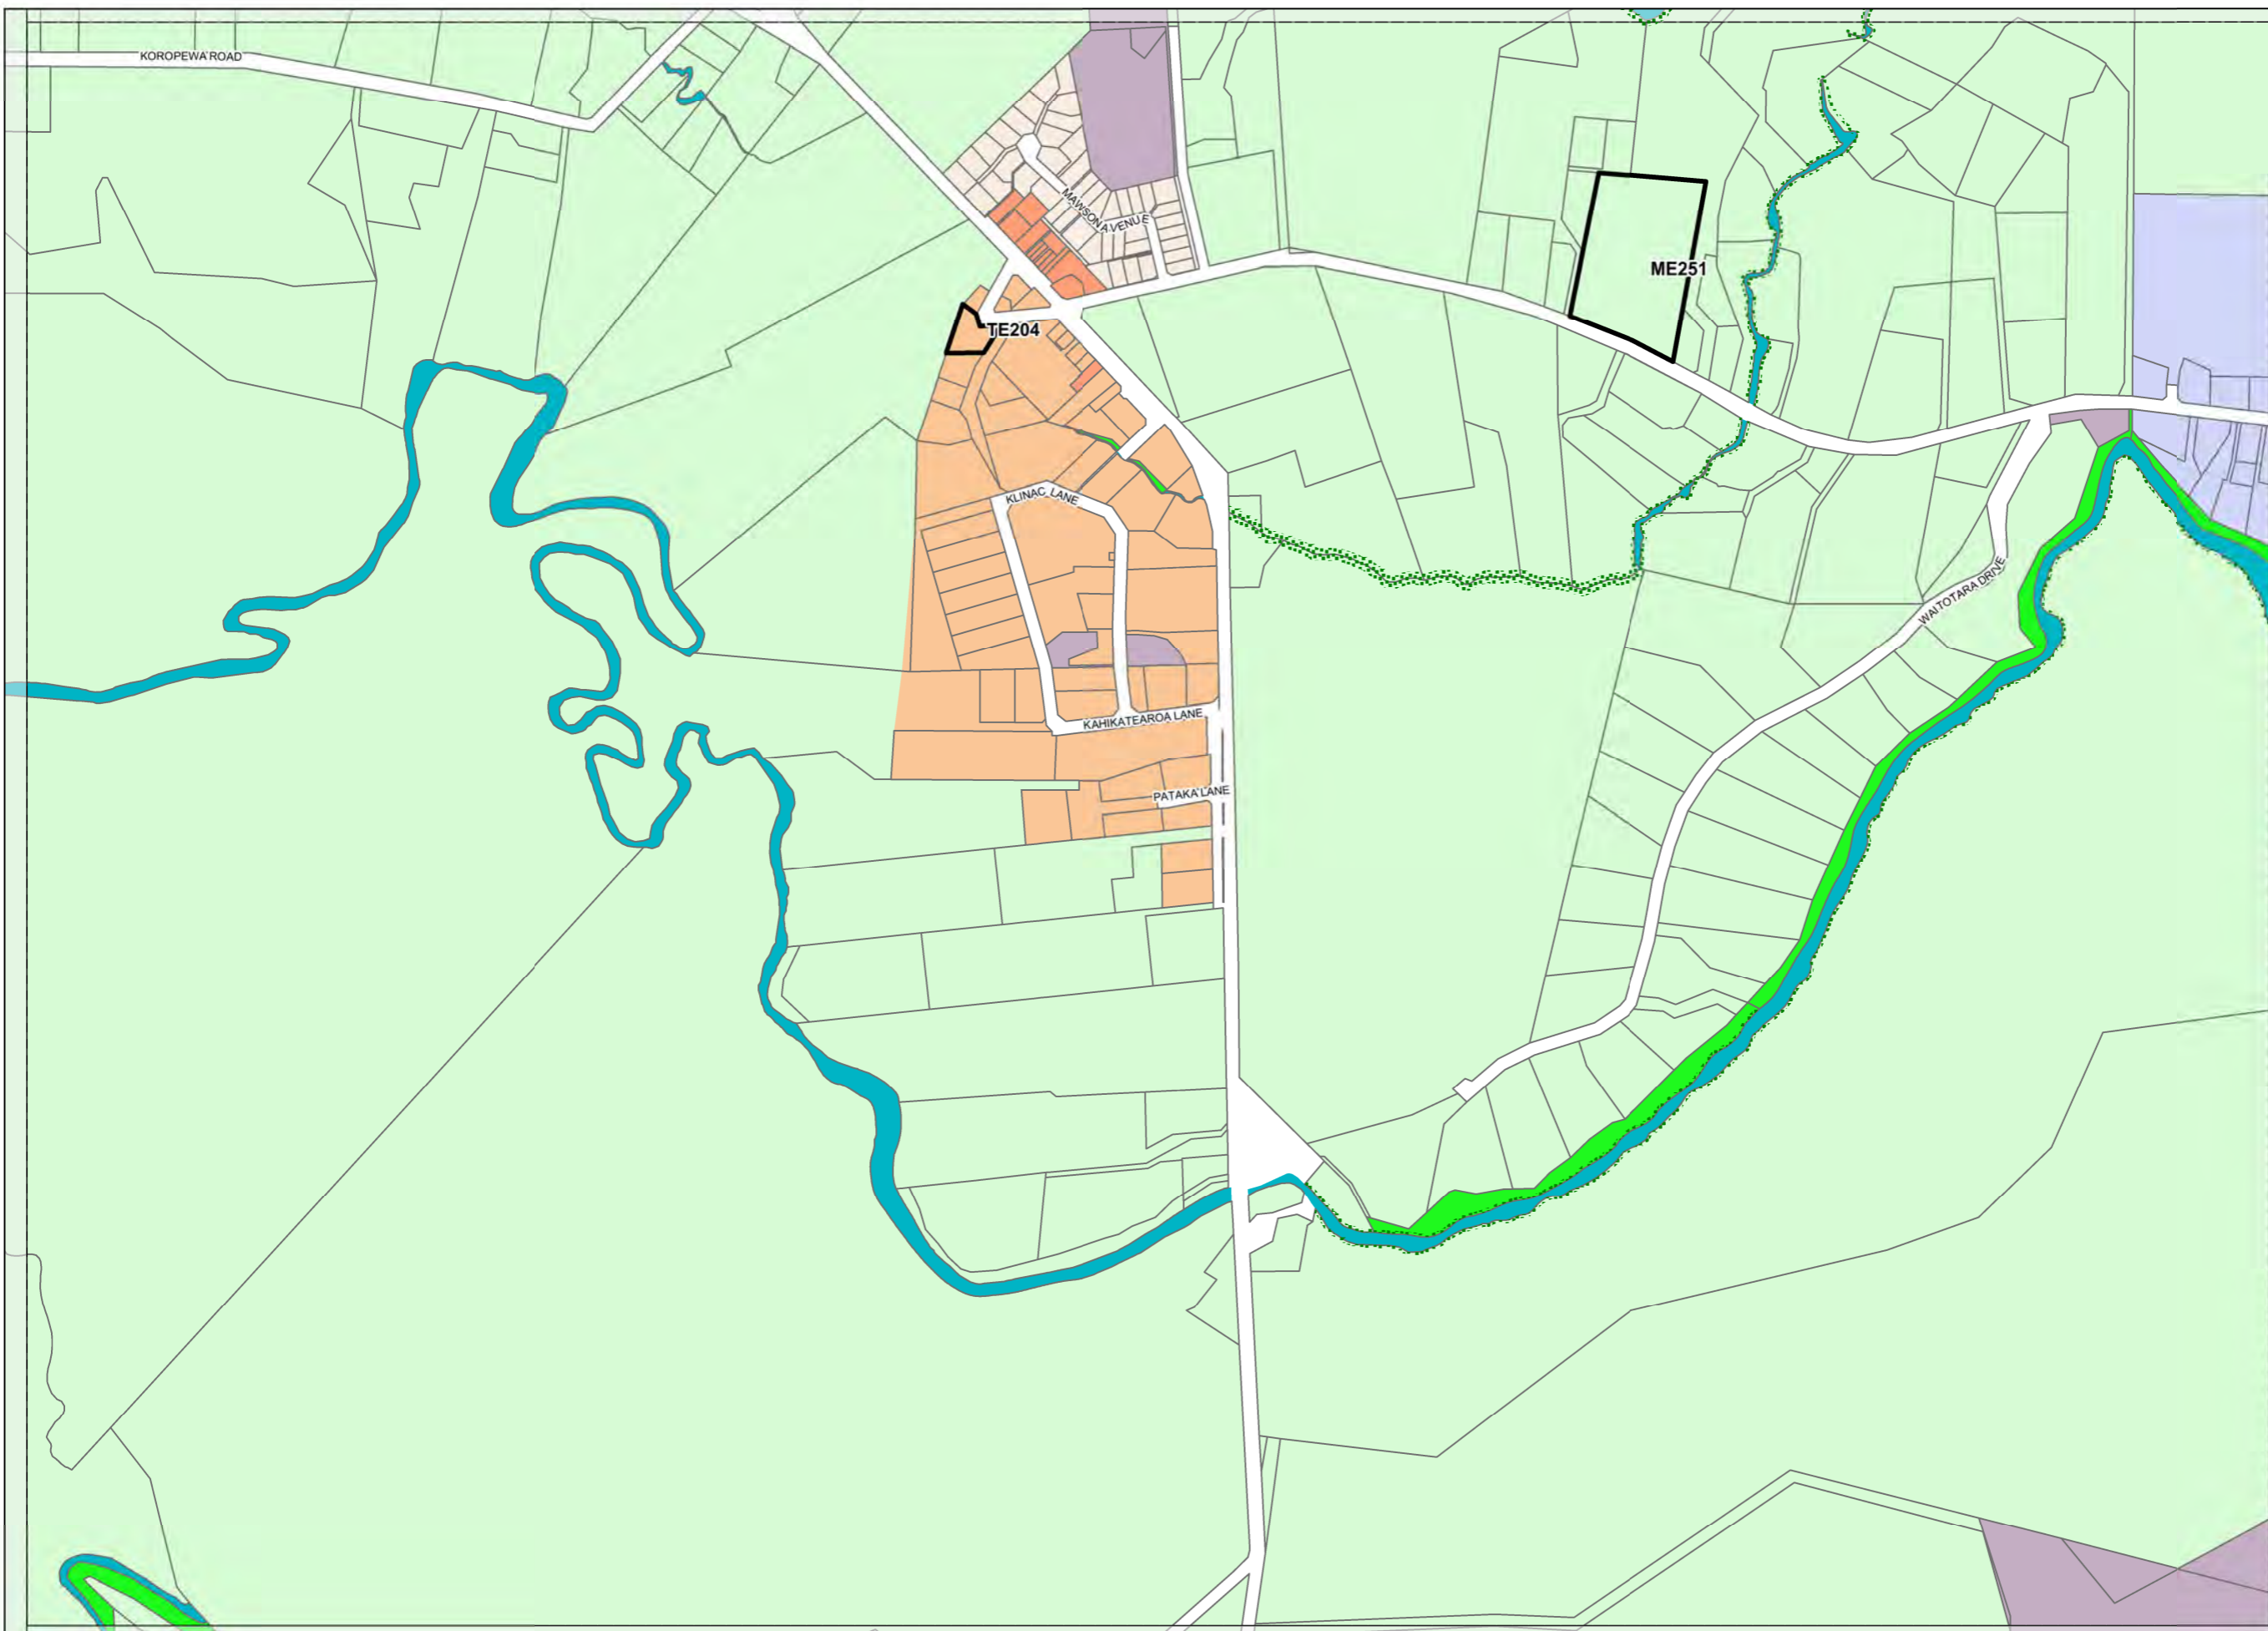 KOROPEWA ROAD
MAWSON AVENUE
ME251
TE204
KLINAC LANE
WAITOTARA DRIVE
KAHIKATEAROA LANE
PATAKA LANE